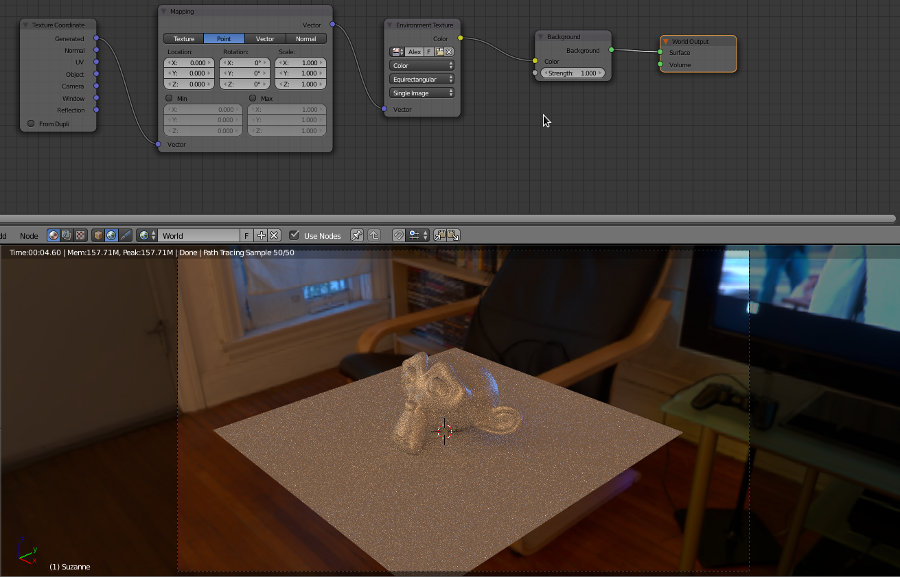 Texture Coordinate
Generated
Normal
UV
Object
Camera
Window
Reflection
From Dupli
Mapping
Vector
Texture Point Vector Normal
Location: Rotation: Scale:
X: 0.000 X: 0° X: 1.000
Y: 0.000 Y: 0° Y: 1.000
Z: 0.000 Z: 0° Z: 1.000
Min Max
X: 0.000 X: 1.000
Y: 0.000 Y: 1.000
Z: 0.000 Z: 1.000
Vector
Environment Texture
Color
Alex F
Color
Equirectangular
Single Image
Vector
Background
Background
Color
Strength: 1.000
World Output
Surface
Volume
dd Node World F Use Nodes
Time:00:04.60 | Mem:157.71M, Peak:157.71M | Done | Path Tracing Sample 50/50
y
x
(1) Suzanne